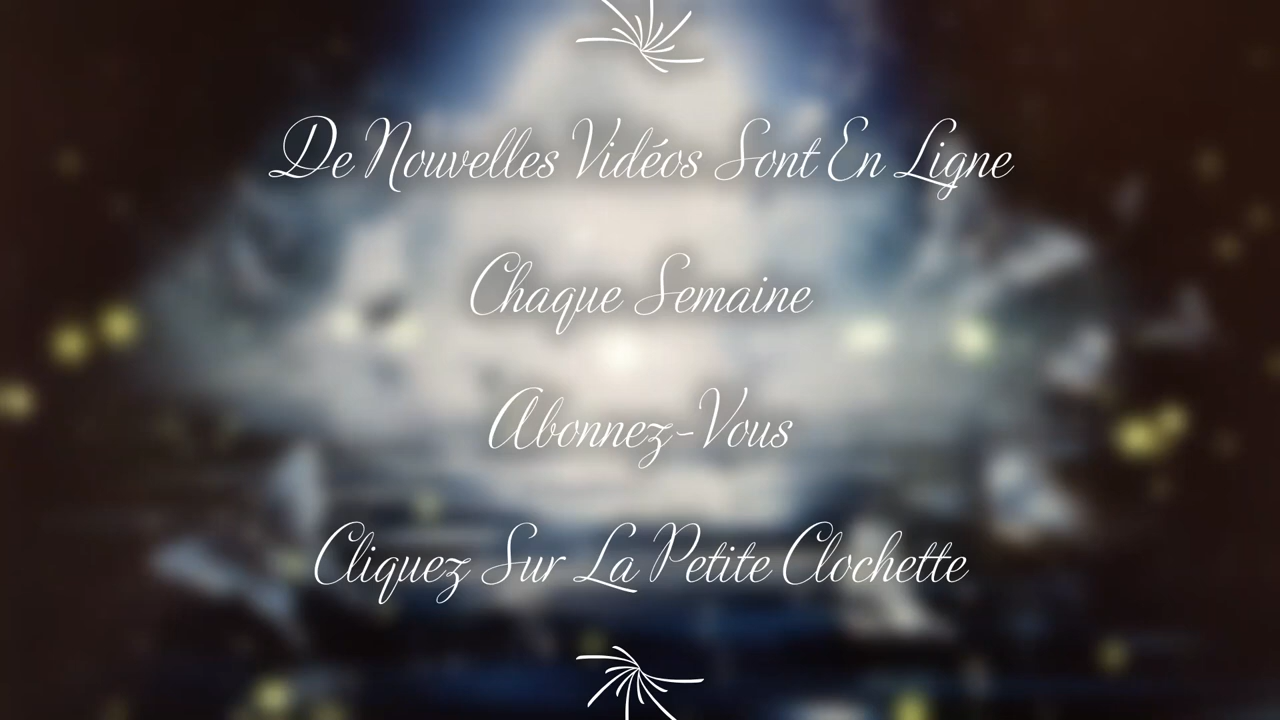 De Nouvelles Vidéos Sont En Ligne
Chaque Semaine
Abonnez-Vous
Cliquez Sur La Petite Clochette